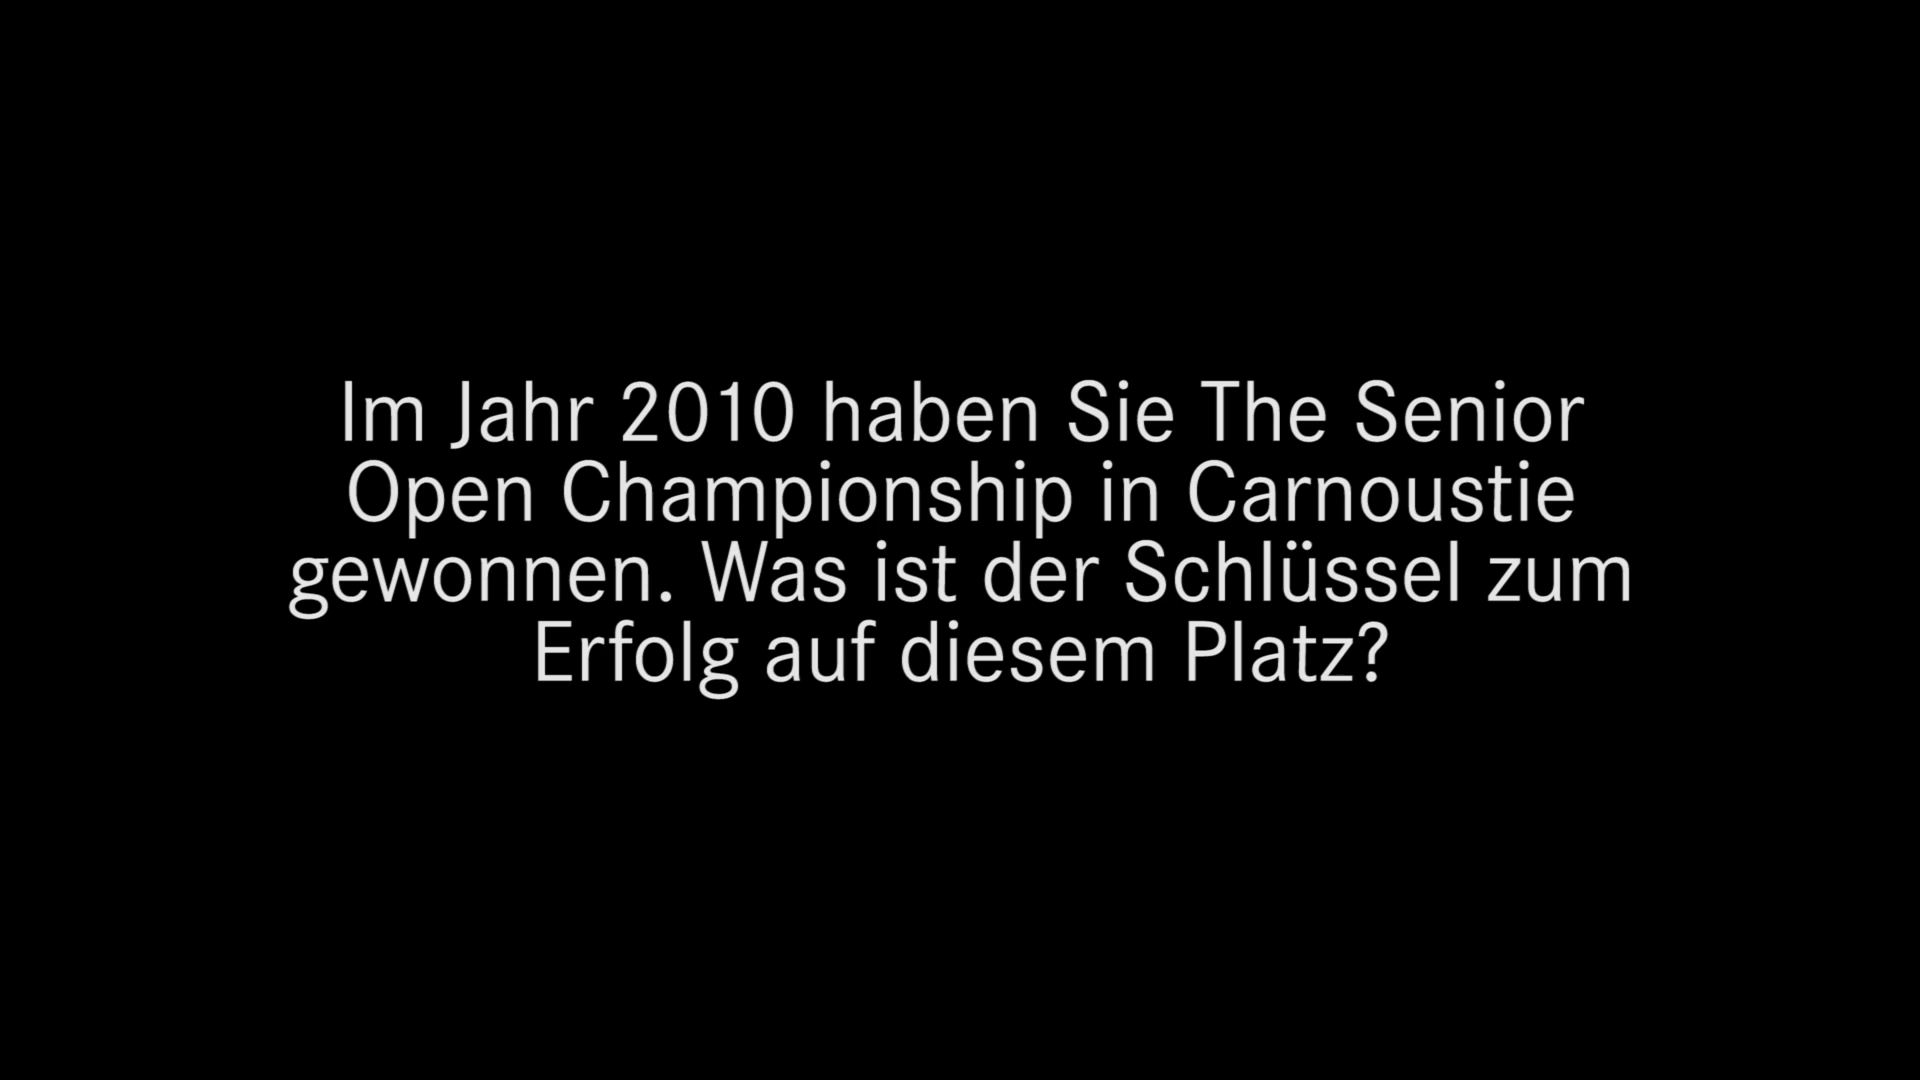 Im Jahr 2010 haben Sie The Senior
Open Championship in Carnoustie
gewonnen. Was ist der Schlüssel zum
Erfolg auf diesem Platz?